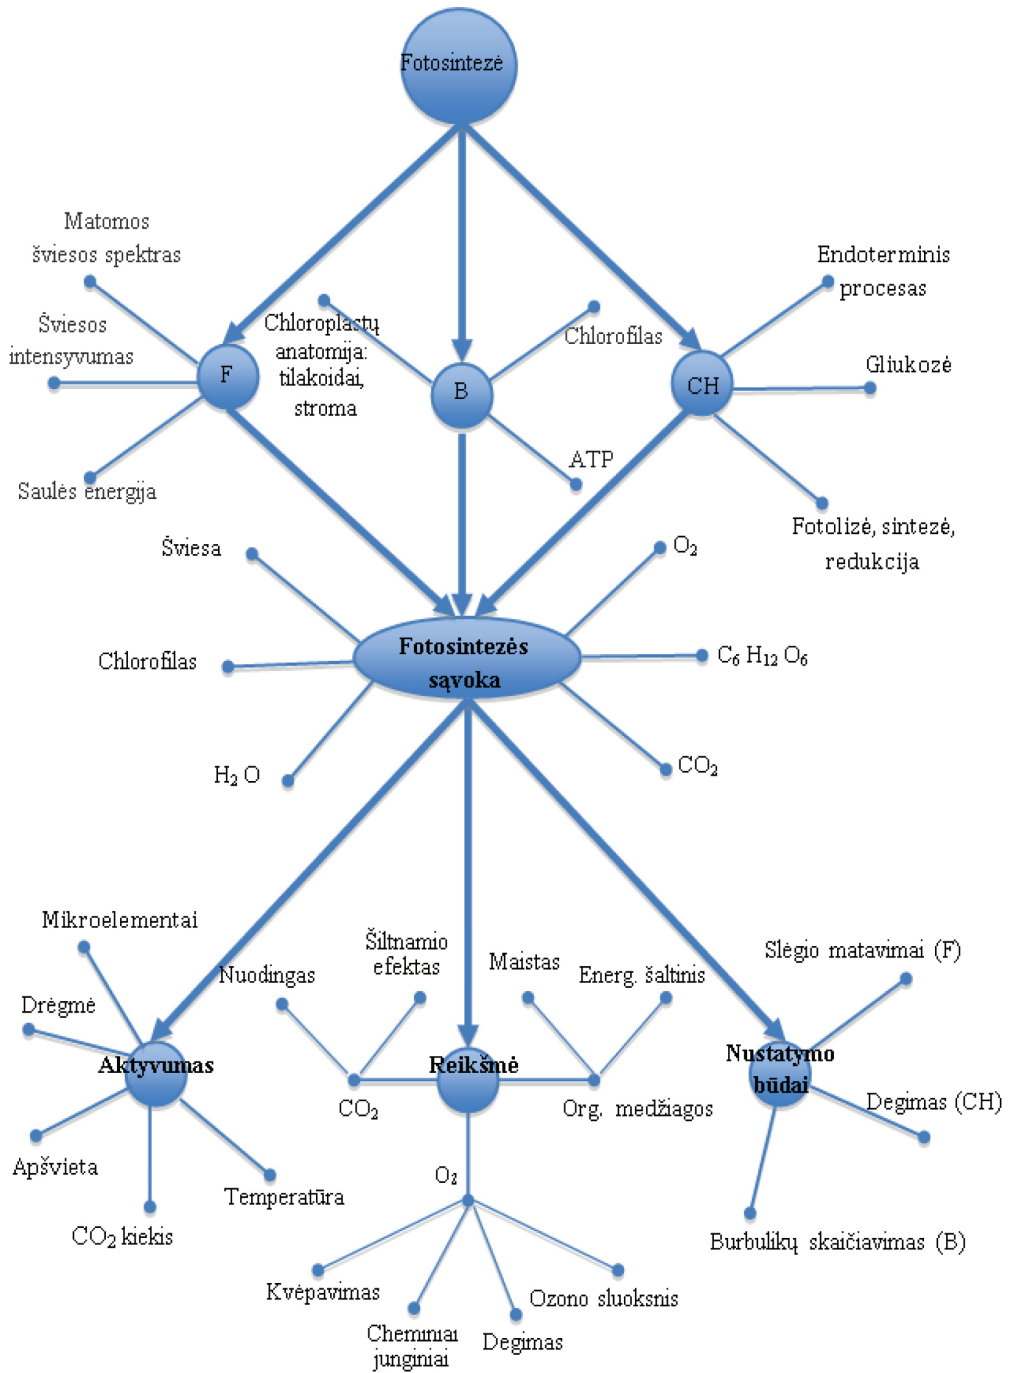 Fotosintezė
Matomos
šviesos spektras
Šviesos
intensyvumas
Saulės energija
F
Chloroplastų
anatomija:
tilakoidai,
stroma
B
Chlorofilas
ATP
CH
Endoterminis
procesas
Gliukozė
Fotolizė, sintezė,
redukcija
Šviesa
Chlorofilas
H₂ O
Fotosintezės
sąvoka
O₂
C₆ H₁₂ O₆
CO₂
Mikroelementai
Drėgmė
Aktyvumas
Apšvieta
CO₂ kiekis
Temperatūra
Nuodingas
Šiltnamio
efektas
CO₂
Reikšmė
Maistas
Energ. šaltinis
Org. medžiagos
O₂
Kvėpavimas
Cheminiai
junginiai
Degimas
Ozono sluoksnis
Slėgio matavimai (F)
Nustatymo
būdai
Degimas (CH)
Burbulikų skaičiavimas (B)